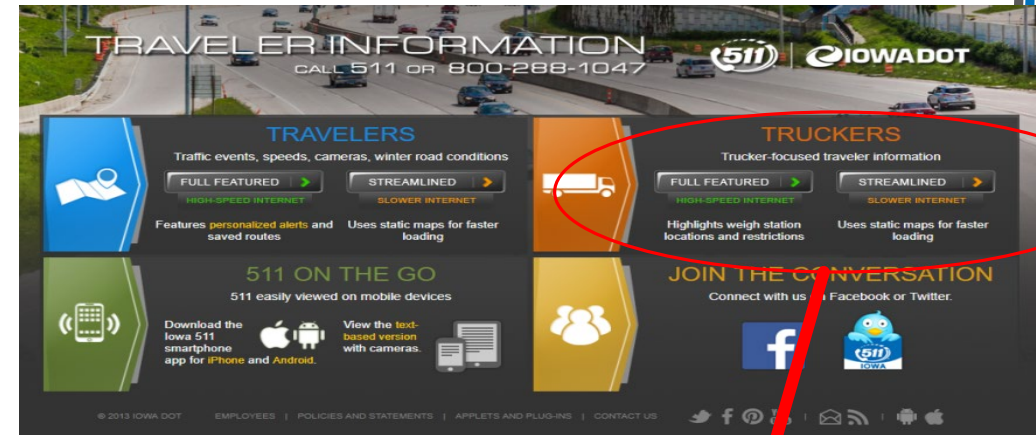 TRAVELER INFORMATION
CALL 511 OR 800-288-1047
511
IOWADOT
TRAVELERS
Traffic events, speeds, cameras, winter road conditions
FULL FEATURED
STREAMLINED
HIGH-SPEED INTERNET
SLOWER INTERNET
Features personalized alerts and
saved routes
Uses static maps for faster
loading
TRUCKERS
Trucker-focused traveler information
FULL FEATURED
STREAMLINED
HIGH-SPEED INTERNET
SLOWER INTERNET
Highlights weigh station
locations and restrictions
Uses static maps for faster
loading
511 ON THE GO
511 easily viewed on mobile devices
Download the
Iowa 511
smartphone
app for iPhone and Android.
View the text-
based version
with cameras.
JOIN THE CONVERSATION
Connect with us on Facebook or Twitter.
f
511
IOWA
© 2013 IOWA DOT EMPLOYEES | POLICIES AND STATEMENTS | APPLETS AND PLUG-INS | CONTACT US